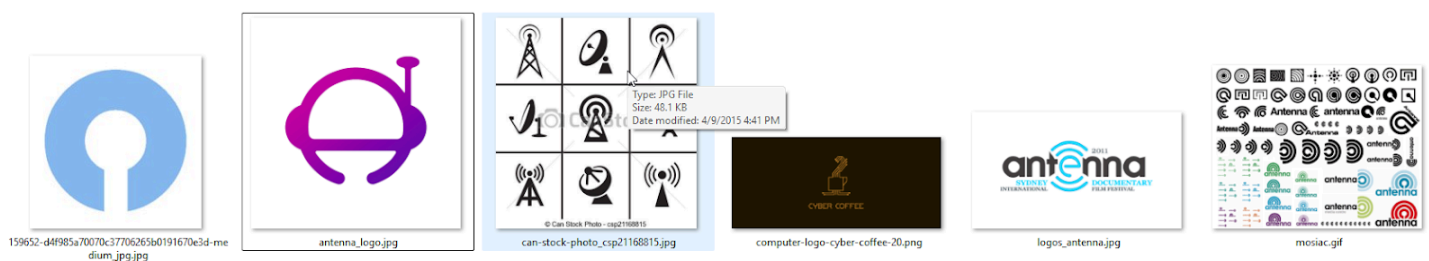 Type: JPG File
Size: 48.1 KB
Date modified: 4/9/2015 4:41 PM
© Can Stock Photo - csp21168815
CYBER COFFEE
2011
antenna
SYDNEY DOCUMENTARY
INTERNATIONAL FILM FESTIVAL
Antenna
antenna
159652-d4f985a70070c37706265b0191670e3d-me
dium_jpg.jpg
antenna_logo.jpg
can-stock-photo_csp21168815.jpg
computer-logo-cyber-coffee-20.png
logos_antenna.jpg
mosiac.gif